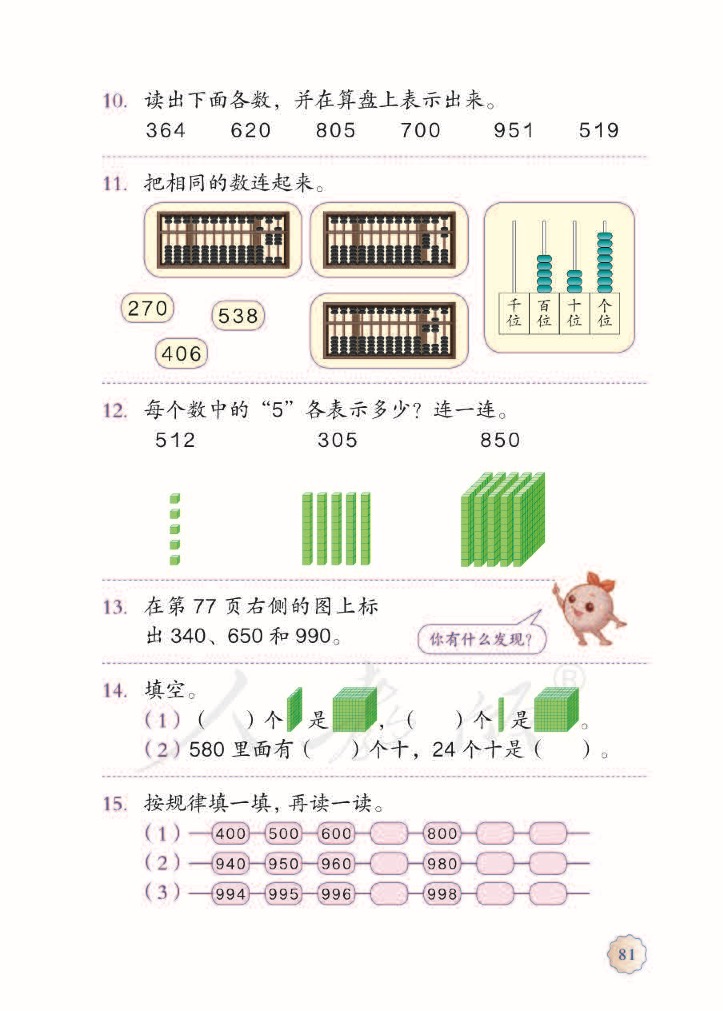 10. 读出下面各数，并在算盘上表示出来。
364 620 805 700 951 519
11. 把相同的数连起来。
270 538
406
千位 百位 十位 个位
12. 每个数中的“5”各表示多少？连一连。
512 305 850
13. 在第 77 页右侧的图上标
出 340、650 和 990。
你有什么发现？
14. 填空。
（1）（ ）个 是 ，（ ）个 是 。
（2）580 里面有（ ）个十，24 个十是（ ）。
人教版®
15. 按规律填一填，再读一读。
（1） 400 500 600 800
（2） 940 950 960 980
（3） 994 995 996 998
81